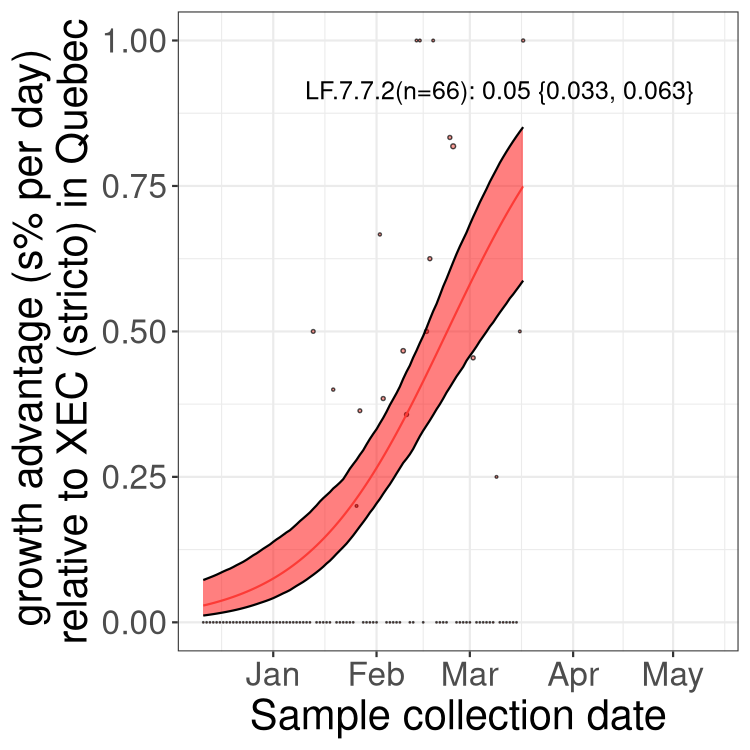 growth advantage (s% per day)
relative to XEC (stricto) in Quebec
1.00
0.75
0.50
0.25
0.00
LF.7.7.2(n=66): 0.05 {0.033, 0.063}
Jan Feb Mar Apr May
Sample collection date